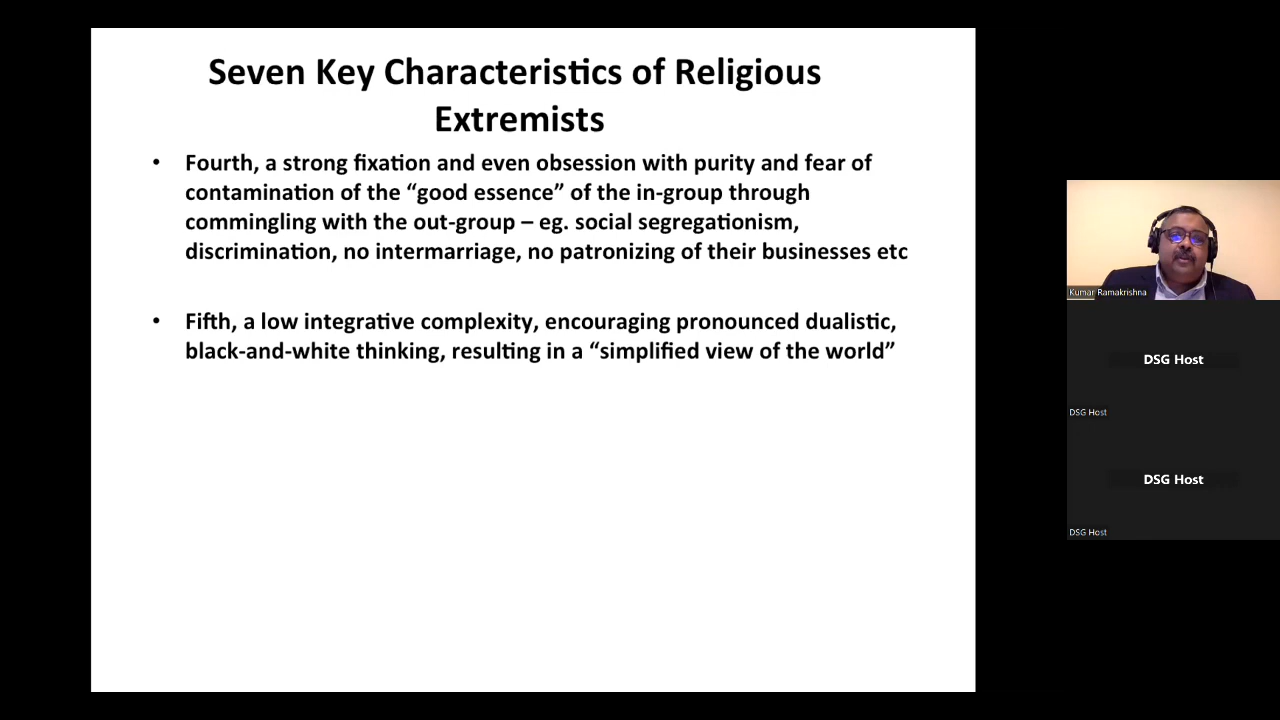 Seven Key Characteristics of Religious
Extremists
• Fourth, a strong fixation and even obsession with purity and fear of
contamination of the “good essence” of the in-group through
commingling with the out-group – eg. social segregationism,
discrimination, no intermarriage, no patronizing of their businesses etc
• Fifth, a low integrative complexity, encouraging pronounced dualistic,
black-and-white thinking, resulting in a “simplified view of the world”
Kumar Ramakrishna
DSG Host
DSG Host
DSG Host
DSG Host